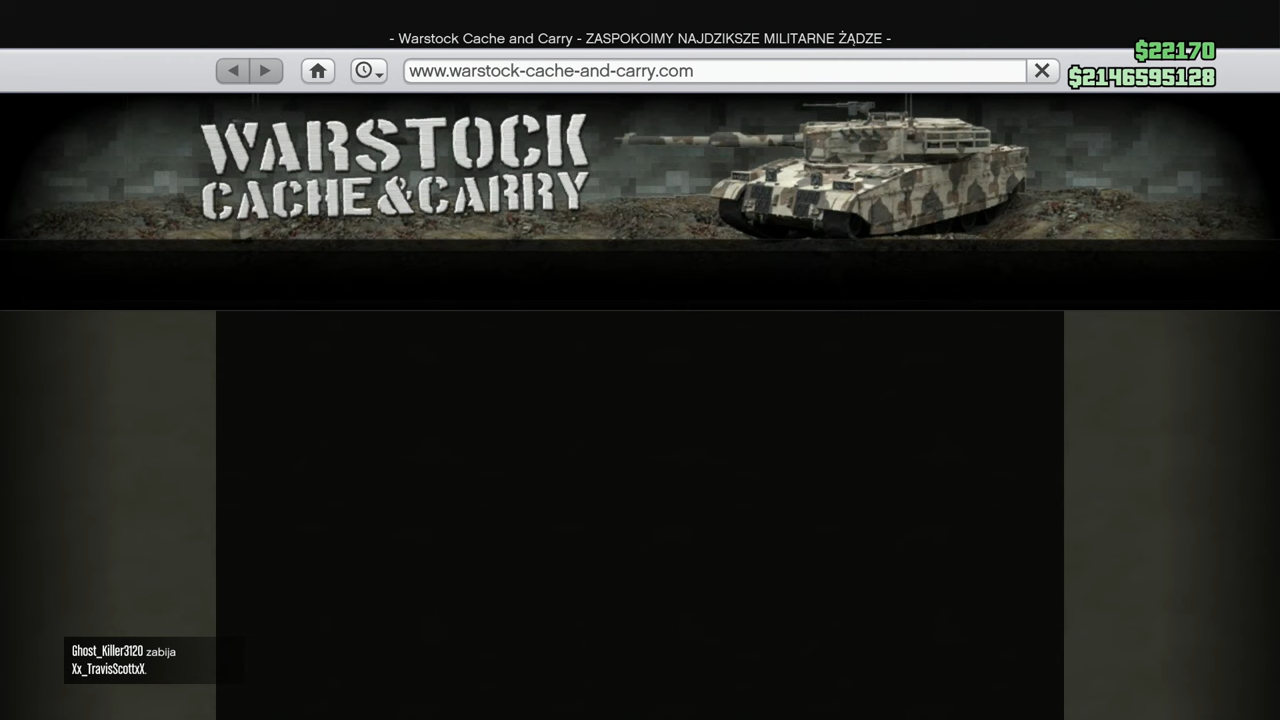 - Warstock Cache and Carry - ZASPOKOIMY NAJDZIKSZE MILITARNE ŻĄDZE -
$22170
www.warstock-cache-and-carry.com
$2146595128
WARSTOCK
CACHE&CARRY
Ghost_Killer3120 zabija
Xx_TravisScottxX.